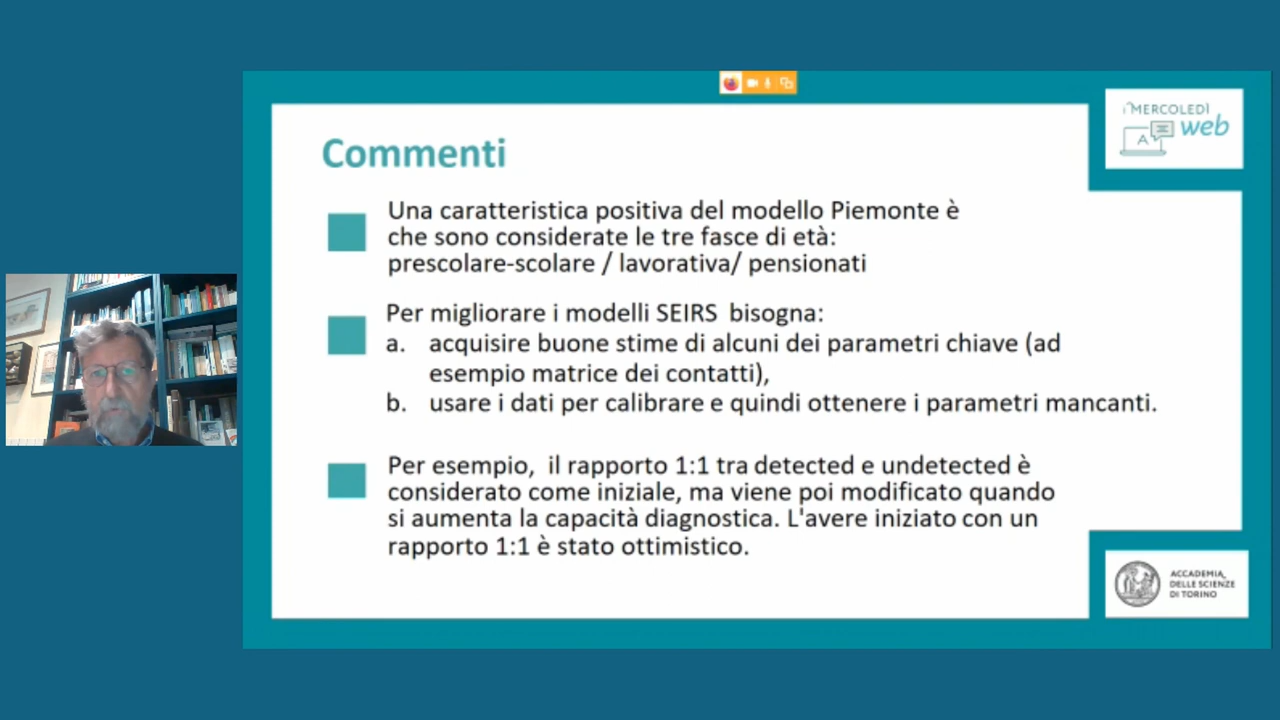 Commenti
Una caratteristica positiva del modello Piemonte è
che sono considerate le tre fasce di età:
prescolare-scolare / lavorativa/ pensionati
Per migliorare i modelli SEIRS bisogna:
a. acquisire buone stime di alcuni dei parametri chiave (ad
esempio matrice dei contatti),
b. usare i dati per calibrare e quindi ottenere i parametri mancanti.
Per esempio, il rapporto 1:1 tra detected e undetected è
considerato come iniziale, ma viene poi modificato quando
si aumenta la capacità diagnostica. L'avere iniziato con un
rapporto 1:1 è stato ottimistico.
i MERCOLEDÌ
A web
ACCADEMIA
DELLE SCIENZE
DI TORINO